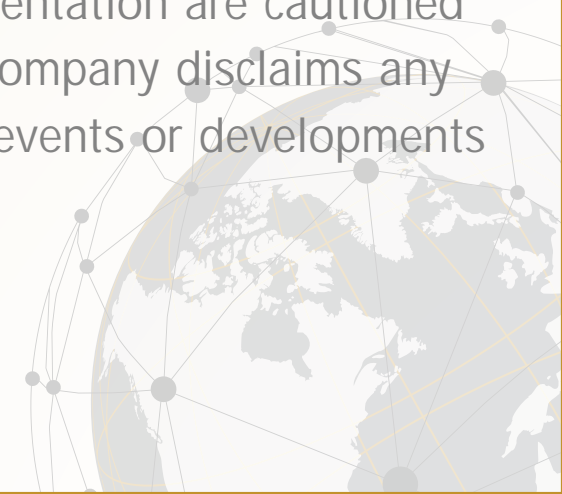 entation are cautioned
ompany disclaims any
events or developments